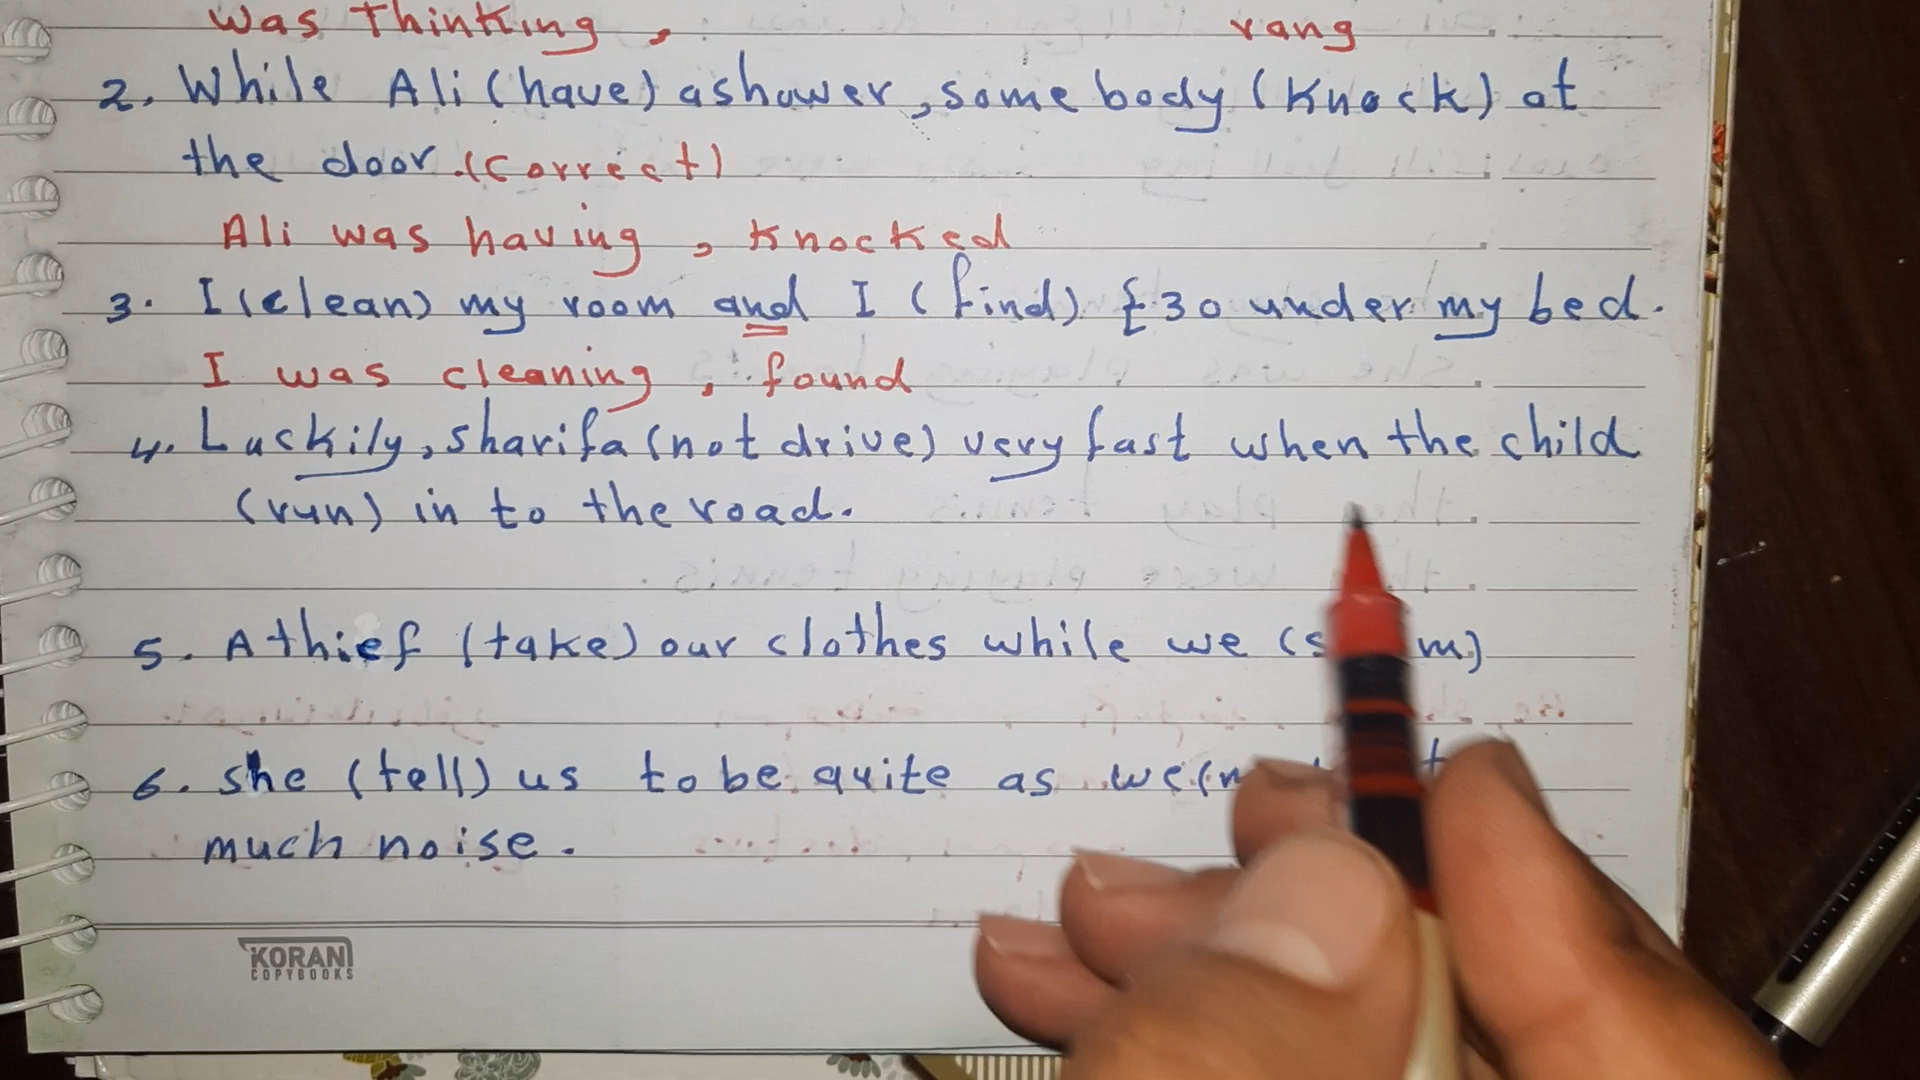 was Thinking , rang
2. While Ali (have) a shower, some body (knock) at
the door. (Correct)
Ali was having , knocked
3. I (clean) my room and I (find) £30 under my bed.
I was cleaning , found
4. Luckily, sharifa (not drive) very fast when the child
(run) in to the road.
5. A thief (take) our clothes while we
6. She (tell) us to be quite as we
much noise.
KORAN
COPYBOOKS